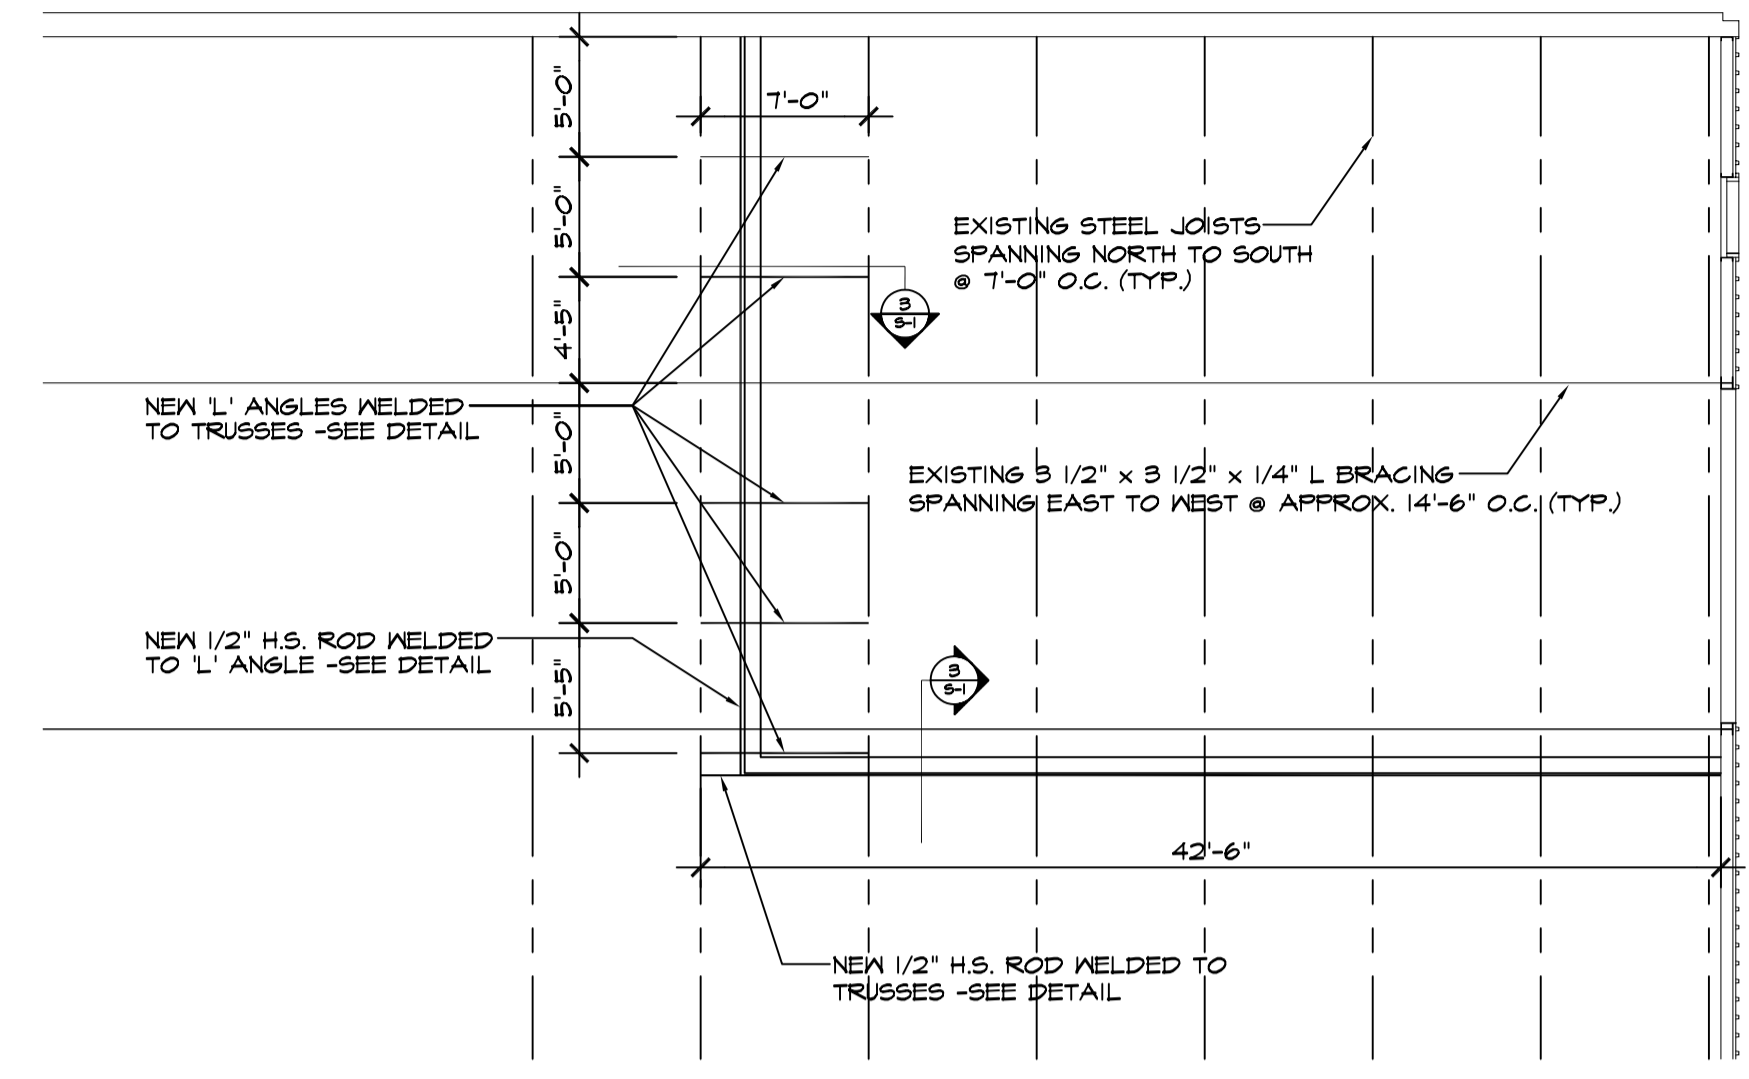 5'-0"
7'-0"
5'-0"
EXISTING STEEL JOISTS
SPANNING NORTH TO SOUTH
@ 7'-0" O.C. (TYP.)
3
S-1
4'-5"
NEW 'L' ANGLES WELDED
TO TRUSSES -SEE DETAIL
5'-0"
EXISTING 3 1/2" x 3 1/2" x 1/4" L BRACING
SPANNING EAST TO WEST @ APPROX. 14'-6" O.C. (TYP.)
5'-0"
NEW 1/2" H.S. ROD WELDED
TO 'L' ANGLE -SEE DETAIL
5'-5"
3
S-1
42'-6"
NEW 1/2" H.S. ROD WELDED TO
TRUSSES -SEE DETAIL